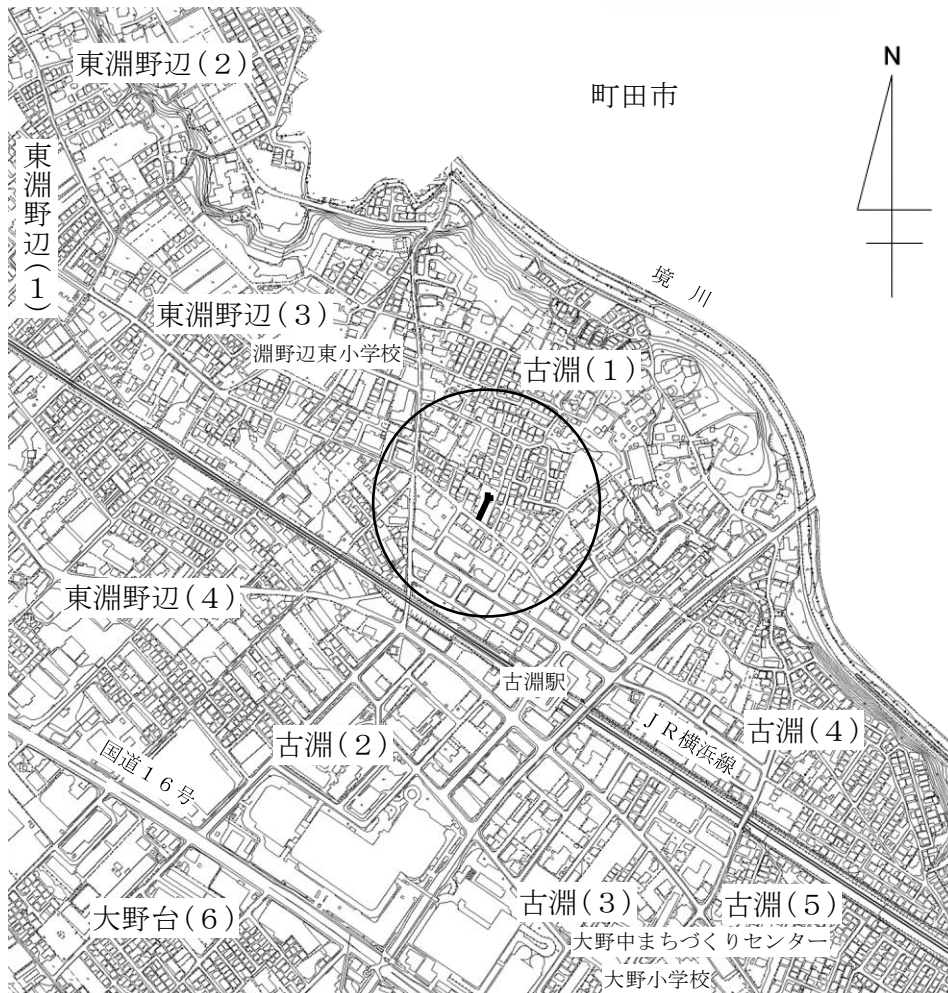 東淵野辺(２)
町田市
N
東淵野辺(１)
境川
東淵野辺(３)
淵野辺東小学校
古淵(１)
東淵野辺(４)
古淵駅
古淵(２)
ＪＲ横浜線
古淵(４)
国道１６号
大野台(６)
古淵(３)
古淵(５)
大野中まちづくりセンター
大野小学校